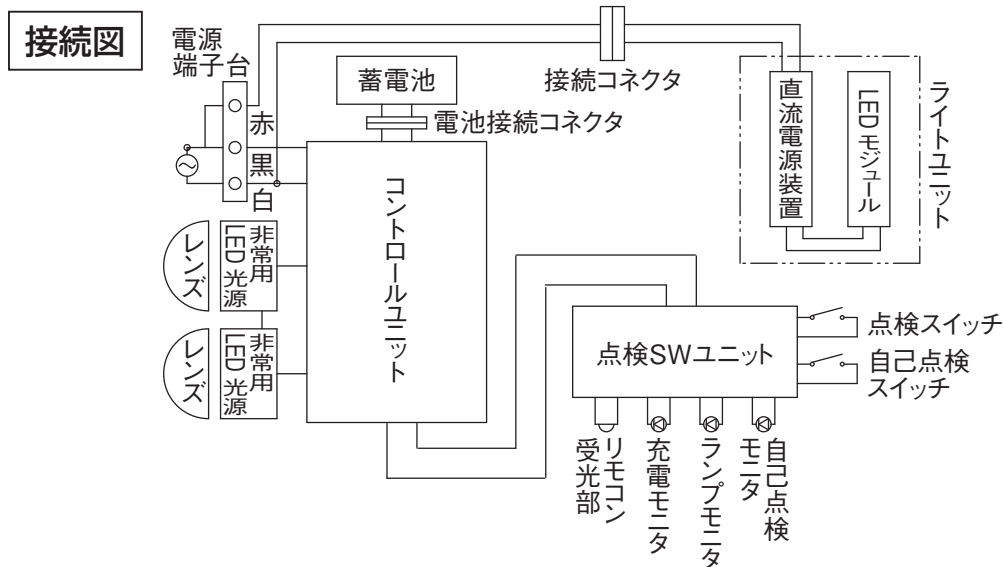 接続図
電源
端子台
赤
黒
白
蓄電池
電池接続コネクタ
接続コネクタ
直流電源装置
LEDモジュール
ライトユニット
コントロールユニット
レンズ
非常用
LED光源
レンズ
非常用
LED光源
点検SWユニット
点検スイッチ
自己点検
スイッチ
リモコン
受光部
充電モニタ
ランプモニタ
自己点検
モニタ